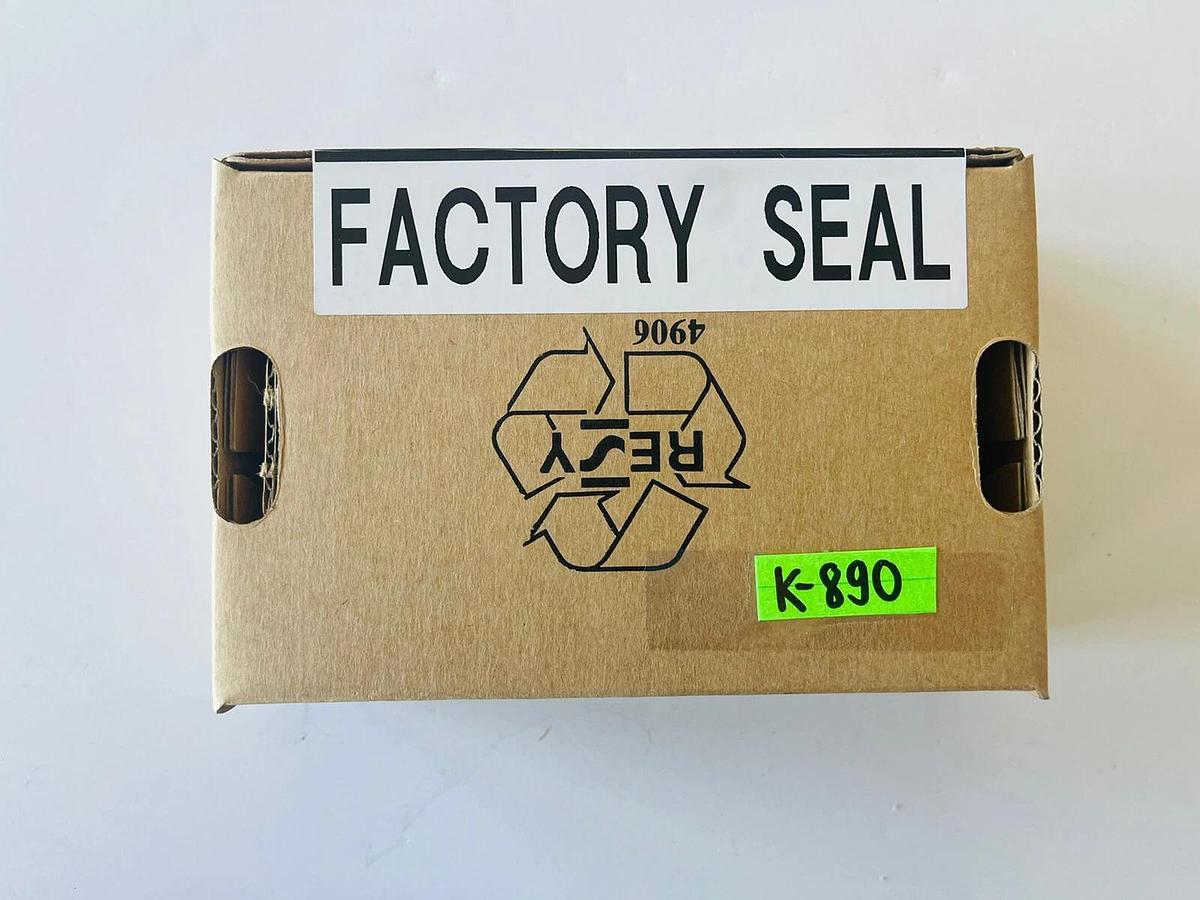 FACTORY SEAL
4906
RESY
K-890